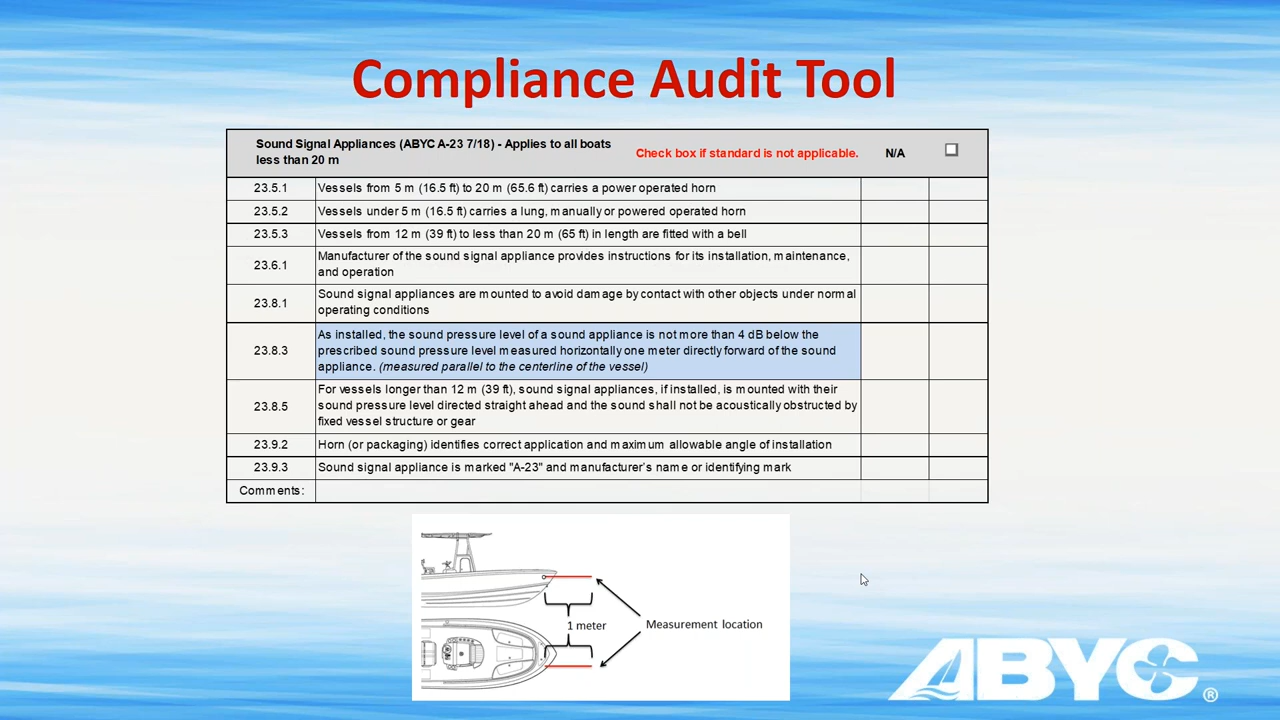 Compliance Audit Tool
Sound Signal Appliances (ABYC A-23 7/18) - Applies to all boats
less than 20 m
Check box if standard is not applicable.
N/A
23.5.1 Vessels from 5 m (16.5 ft) to 20 m (65.6 ft) carries a power operated horn
23.5.2 Vessels under 5 m (16.5 ft) carries a lung, manually or powered operated horn
23.5.3 Vessels from 12 m (39 ft) to less than 20 m (65 ft) in length are fitted with a bell
23.6.1 Manufacturer of the sound signal appliance provides instructions for its installation, maintenance,
and operation
23.8.1 Sound signal appliances are mounted to avoid damage by contact with other objects under normal
operating conditions
23.8.3 As installed, the sound pressure level of a sound appliance is not more than 4 dB below the
prescribed sound pressure level measured horizontally one meter directly forward of the sound
appliance. (measured parallel to the centerline of the vessel)
23.8.5 For vessels longer than 12 m (39 ft), sound signal appliances, if installed, is mounted with their
sound pressure level directed straight ahead and the sound shall not be acoustically obstructed by
fixed vessel structure or gear
23.9.2 Horn (or packaging) identifies correct application and maximum allowable angle of installation
23.9.3 Sound signal appliance is marked "A-23" and manufacturer's name or identifying mark
Comments:
1 meter
Measurement location
ABYC®